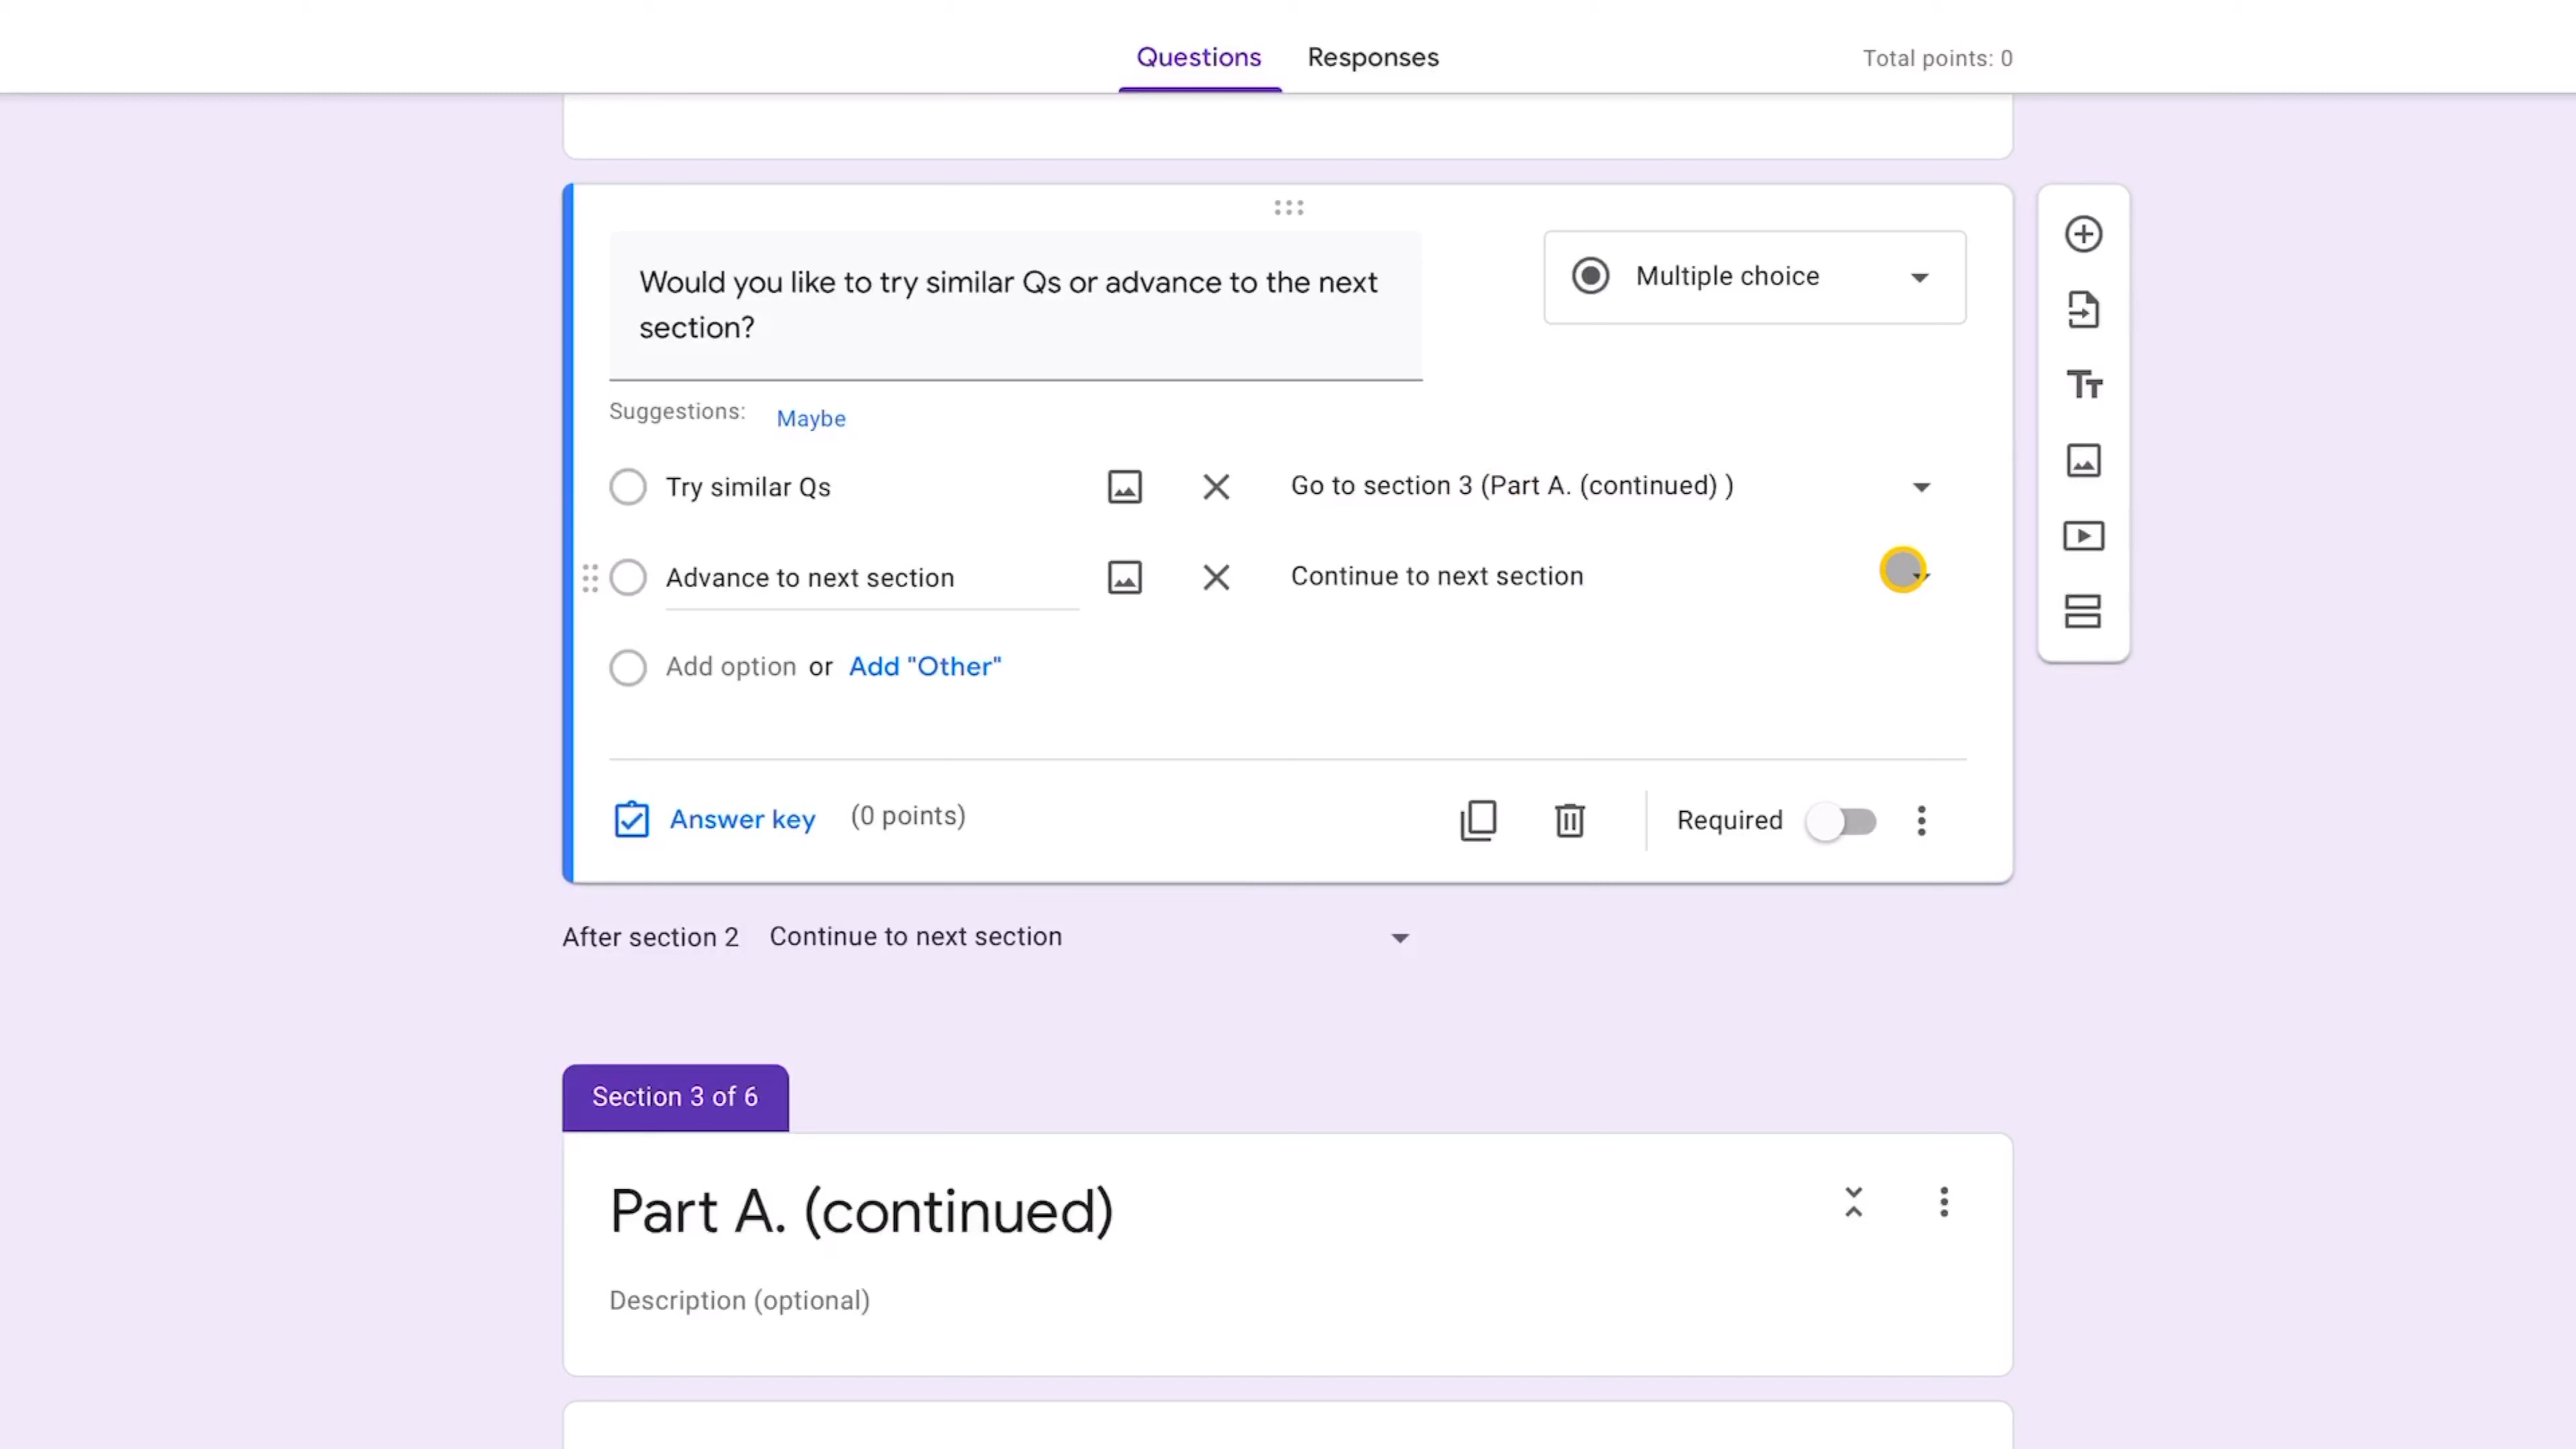 Questions Responses Total points: 0
Would you like to try similar Qs or advance to the next
section?
Multiple choice
Suggestions: Maybe
Try similar Qs Go to section 3 (Part A. (continued) )
Advance to next section Continue to next section
Add option or Add "Other"
Answer key (0 points) Required
After section 2 Continue to next section
Section 3 of 6
Part A. (continued)
Description (optional)